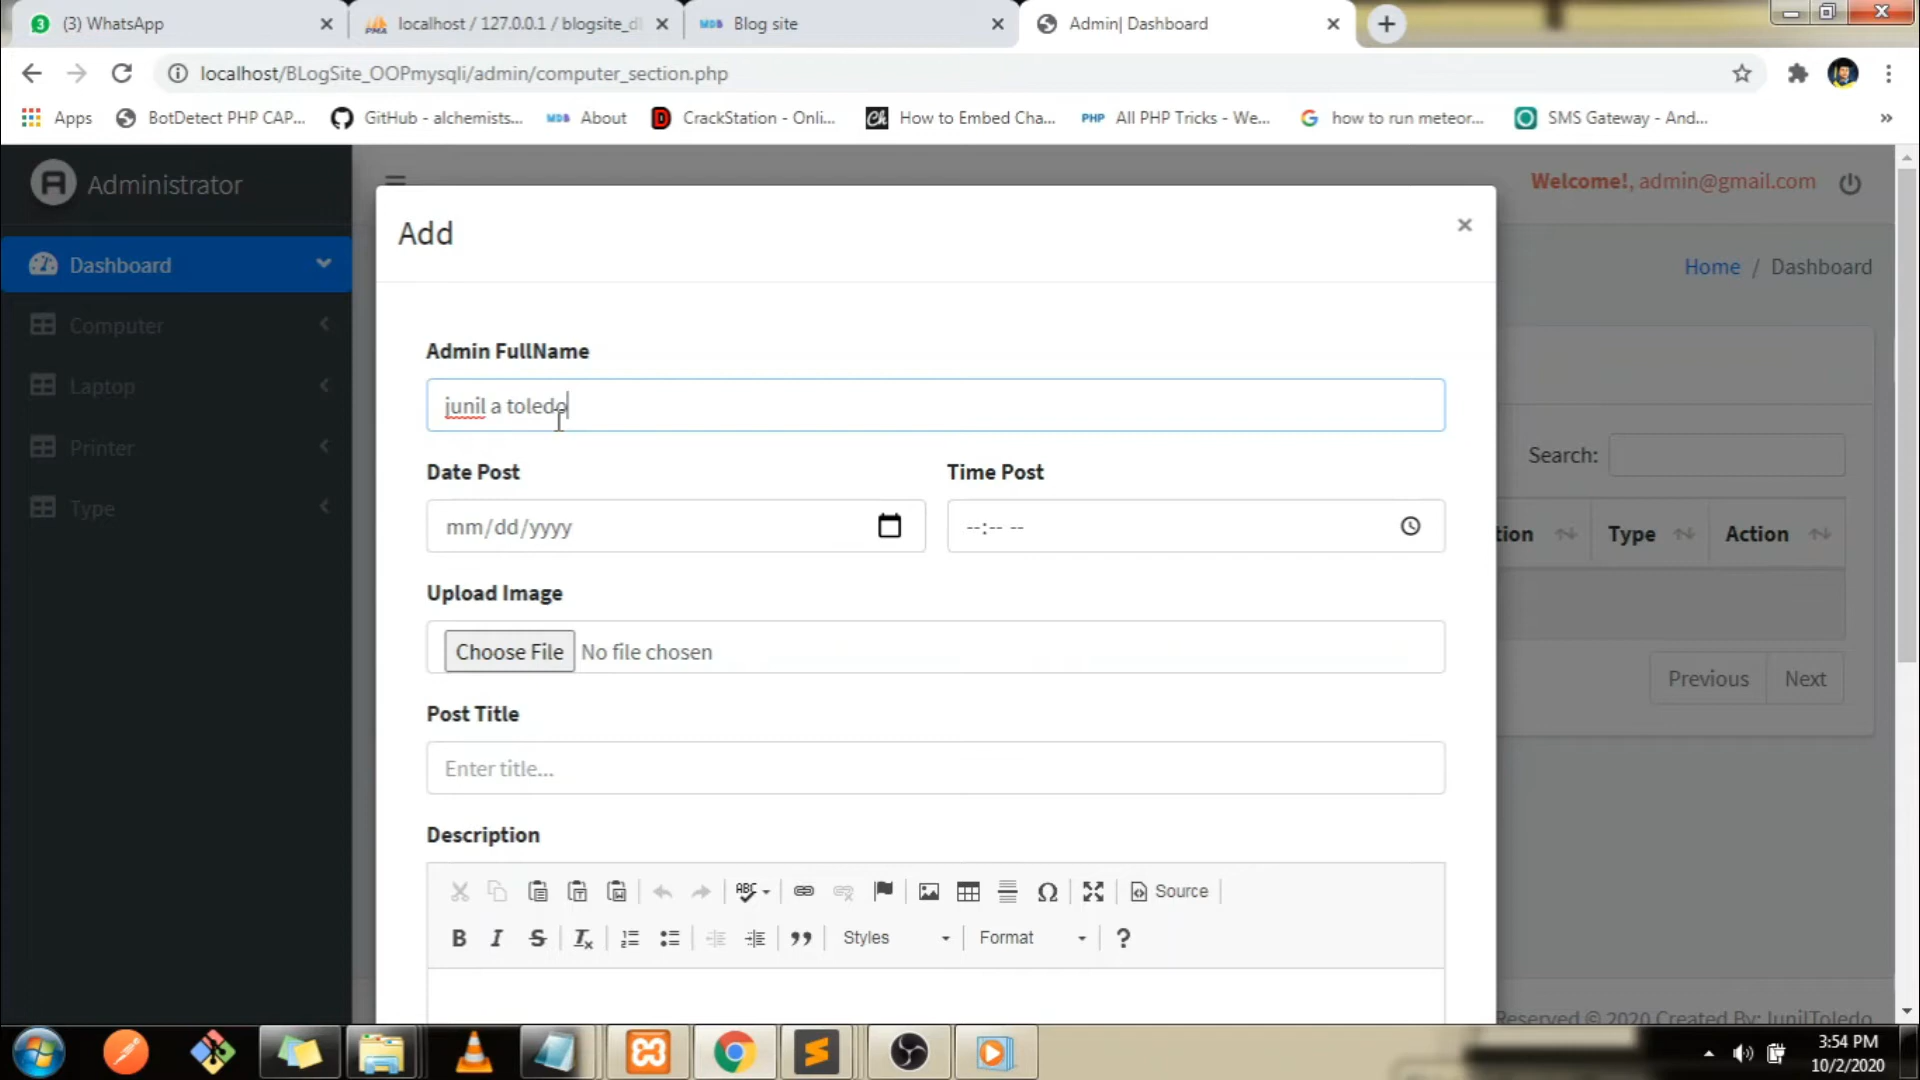 (3) WhatsApp
localhost / 127.0.0.1 / blogsite_d
Blog site
Admin| Dashboard
localhost/BLogSite_OOPmysqli/admin/computer_section.php
Apps
BotDetect PHP CAP...
GitHub - alchemists...
MDB About
CrackStation - Onli...
How to Embed Cha...
PHP All PHP Tricks - We...
how to run meteor...
SMS Gateway - And...
Administrator
Welcome!, admin@gmail.com
Add
×
Dashboard
Home / Dashboard
Computer
Laptop
Printer
Type
Admin FullName
junil a toledo
Search:
Date Post
Time Post
mm/dd/yyyy
--:-- --
tion
Type
Action
Upload Image
Choose File No file chosen
Previous
Next
Post Title
Enter title...
Description
ABC
Source
B I S Tx
Styles
Format
?
Reserved © 2020 Created By: JunilToledo
3:54 PM
10/2/2020